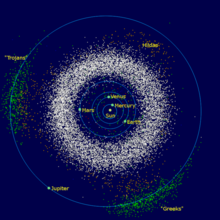 Hildas
"Trojans"
Venus
Mercury
Mars
Sun
Earth
Jupiter
"Greeks"